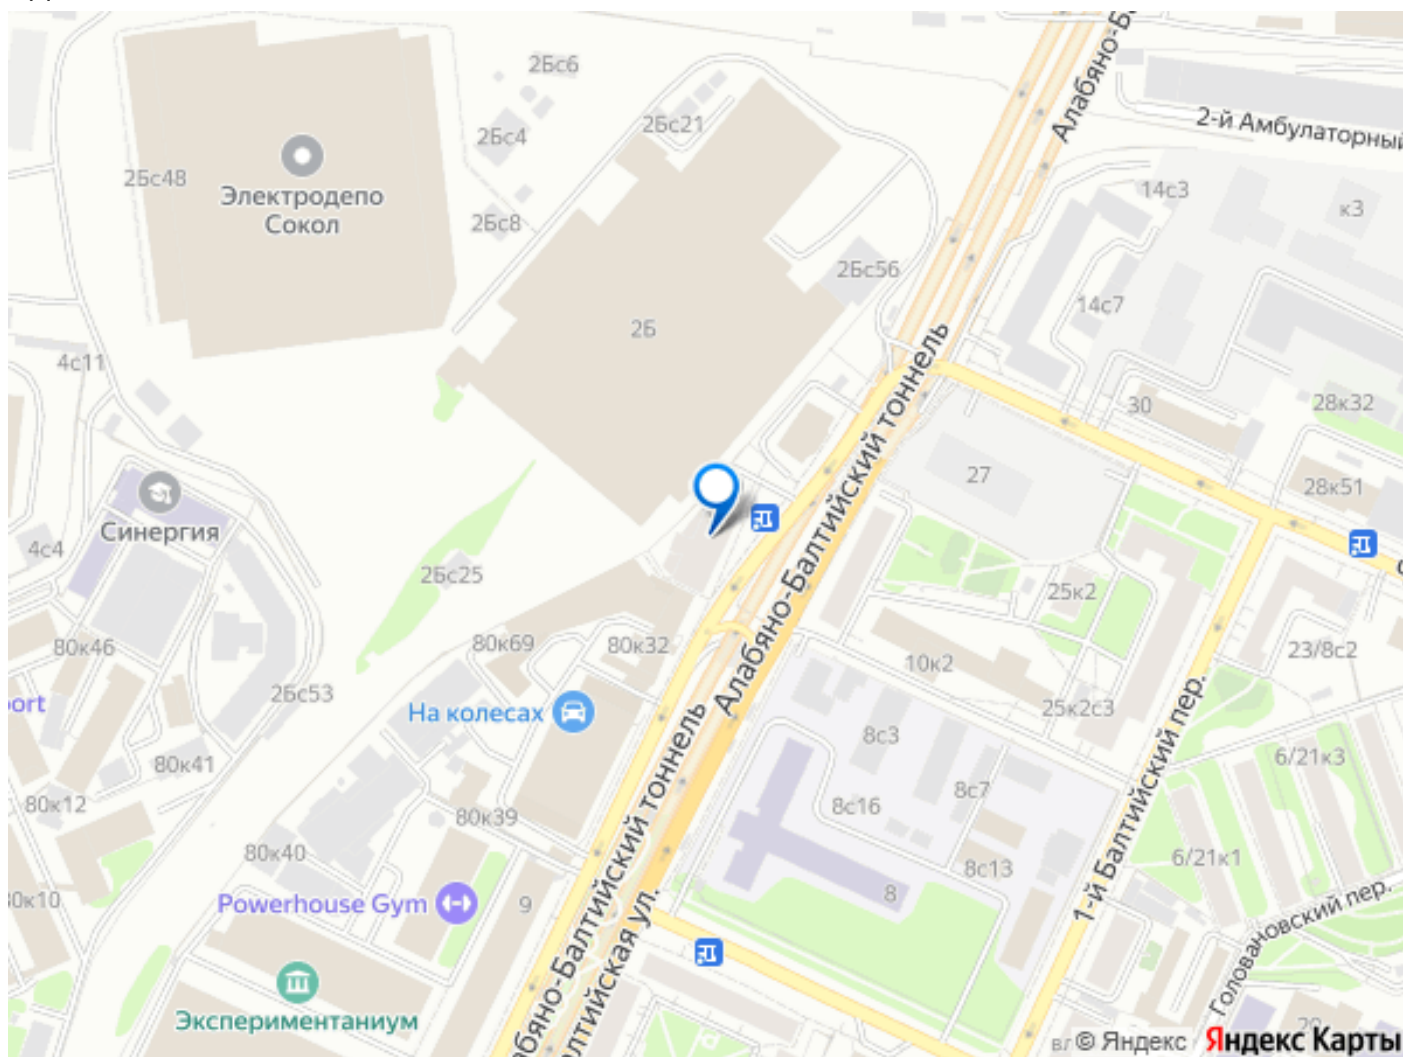 2Бс6
Алабяно-Б
2-й Амбулаторный
2Бс4
2Бс21
2Бс48
Электродепо
Сокол
14с3
к3
2Бс8
2Бс56
14с7
2Б
4с11
Алабяно-Балтийский тоннель
30
28к32
27
28к51
Синергия
4с4
2Бс25
25к2
80к46
80к69
80к32
10к2
23/8с2
ort
2Бс53
На колесах
25к2с3
8с3
1-й Балтийский пер.
6/21к3
80к41
80к12
8с7
8с16
80к39
80к40
6/21к1
8с13
0к10
Powerhouse Gym
9
8
Головановский пер.
Алабяно-Балтийский тоннель
Экспериментаниум
лтийская ул.
© Яндекс
Яндекс Карты